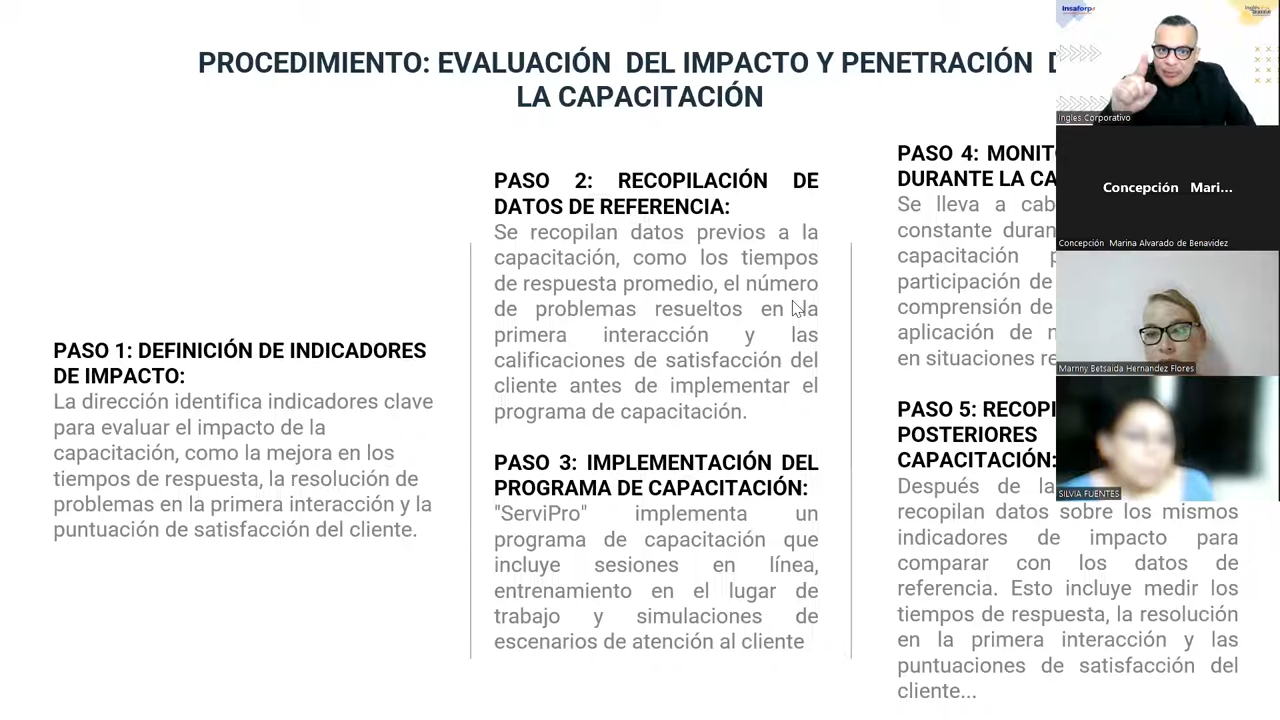 PROCEDIMIENTO: EVALUACIÓN DEL IMPACTO Y PENETRACIÓN
LA CAPACITACIÓN
PASO 1: DEFINICIÓN DE INDICADORES
DE IMPACTO:
La dirección identifica indicadores clave
para evaluar el impacto de la
capacitación, como la mejora en los
tiempos de respuesta, la resolución de
problemas en la primera interacción y la
puntuación de satisfacción del cliente.
PASO 2: RECOPILACIÓN DE
DATOS DE REFERENCIA:
Se recopilan datos previos a la
capacitación, como los tiempos
de respuesta promedio, el número
de problemas resueltos en la
primera interacción y las
calificaciones de satisfacción del
cliente antes de implementar el
programa de capacitación.
PASO 3: IMPLEMENTACIÓN DEL
PROGRAMA DE CAPACITACIÓN:
"ServiPro" implementa un
programa de capacitación que
incluye sesiones en línea,
entrenamiento en el lugar de
trabajo y simulaciones de
escenarios de atención al cliente
PASO 4: MONIT
DURANTE LA CA
Se lleva a cab
constante duran
capacitación p
participación de
comprensión de
aplicación de
en situaciones re
PASO 5: RECOPI
POSTERIORES
CAPACITACIÓN:
Después de la
recopilan datos sobre los mismos
indicadores de impacto para
comparar con los datos de
referencia. Esto incluye medir los
tiempos de respuesta, la resolución
en la primera interacción y las
puntuaciones de satisfacción del
cliente...
Insaforp
Ingles Corporativo
Concepción Mari...
Concepción Marina Alvarado de Benavidez
Marnny Betsaida Hernandez Flores
SILVIA FUENTES